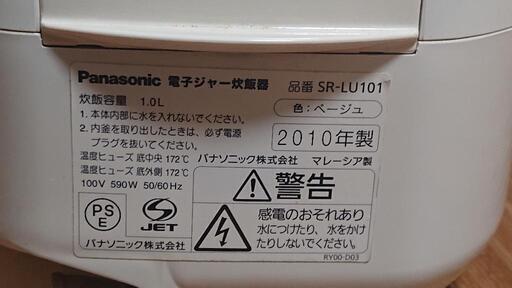 Panasonic 電子ジャー炊飯器 品番 SR-LU101
炊飯容量 1.0L
色:ベージュ
1.本体内部に水を入れないでください。
2.内釜を取り出したときは、必ず電源
プラグを抜いてください。
2010年製
温度ヒューズ 底中央 172℃
温度ヒューズ 底外側 172℃
100V 590W 50/60Hz
パナソニック株式会社 マレーシア製
警告
感電のおそれあり
水につけたり、水をかけ
たりしないでください。
PS
E
S
JET
パナソニック株式会社
RY00-D03